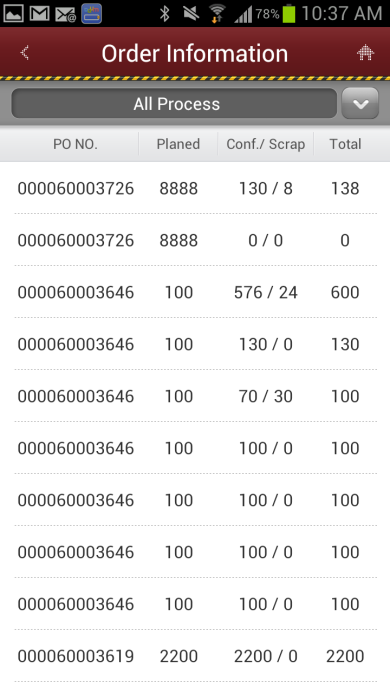 78% 10:37 AM
Order Information
All Process
PO NO. Planed Conf./ Scrap Total
000060003726 8888 130 / 8 138
000060003726 8888 0 / 0 0
000060003646 100 576 / 24 600
000060003646 100 130 / 0 130
000060003646 100 70 / 30 100
000060003646 100 100 / 0 100
000060003646 100 100 / 0 100
000060003646 100 100 / 0 100
000060003646 100 100 / 0 100
000060003619 2200 2200 / 0 2200